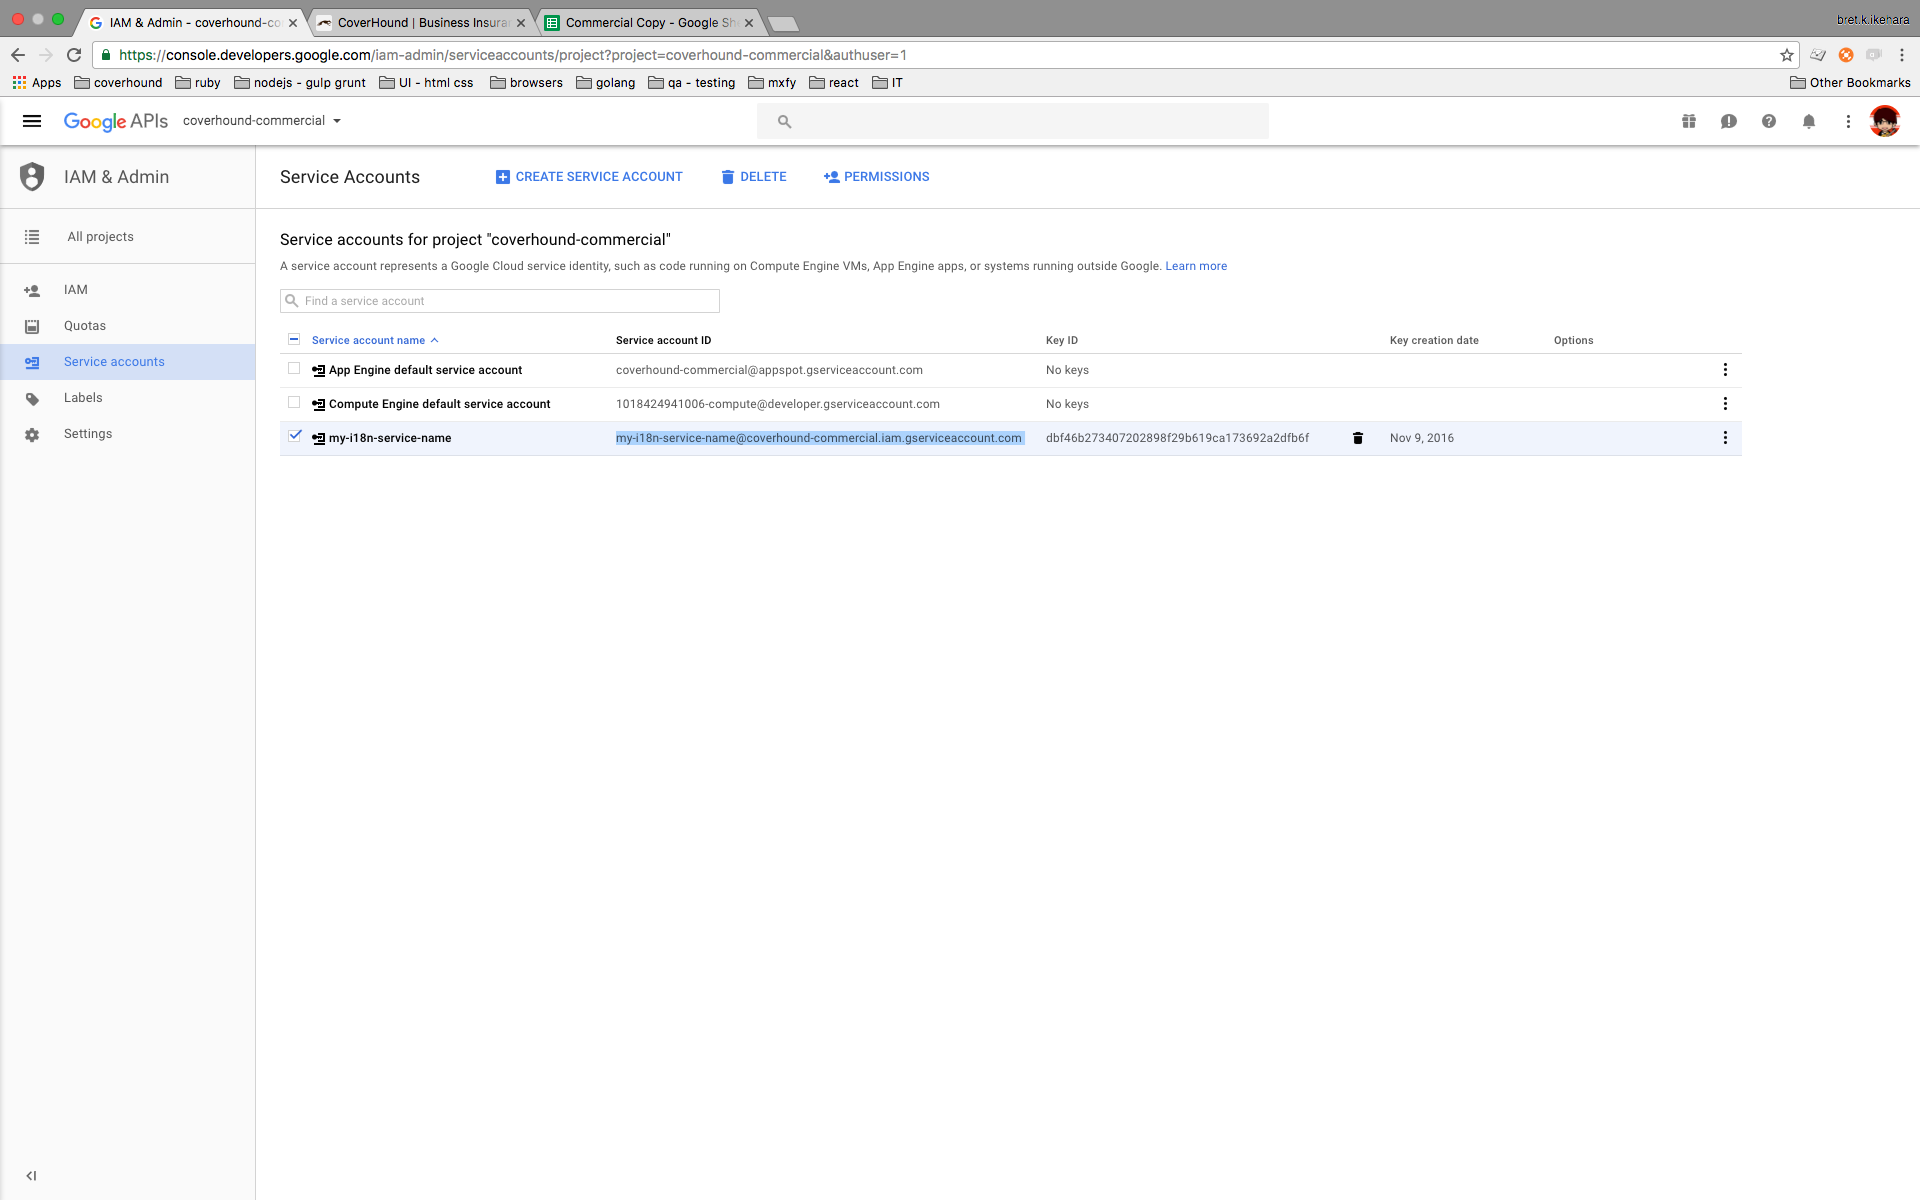 IAM & Admin - coverhound-co
CoverHound | Business Insura
Commercial Copy - Google She
bret.k.ikehara
https://console.developers.google.com/iam-admin/serviceaccounts/project?project=coverhound-commercial&authuser=1
Apps coverhound ruby nodejs - gulp grunt UI - html css browsers golang qa - testing mxfy react IT Other Bookmarks
Google APIs coverhound-commercial
IAM & Admin
Service Accounts CREATE SERVICE ACCOUNT DELETE PERMISSIONS
All projects
IAM
Quotas
Service accounts
Labels
Settings
Service accounts for project "coverhound-commercial"
A service account represents a Google Cloud service identity, such as code running on Compute Engine VMs, App Engine apps, or systems running outside Google. Learn more
Find a service account
Service account name Service account ID Key ID Key creation date Options
App Engine default service account coverhound-commercial@appspot.gserviceaccount.com No keys
Compute Engine default service account 1018424941006-compute@developer.gserviceaccount.com No keys
my-i18n-service-name my-i18n-service-name@coverhound-commercial.iam.gserviceaccount.com dbf46b273407202898f29b619ca173692a2dfb6f Nov 9, 2016